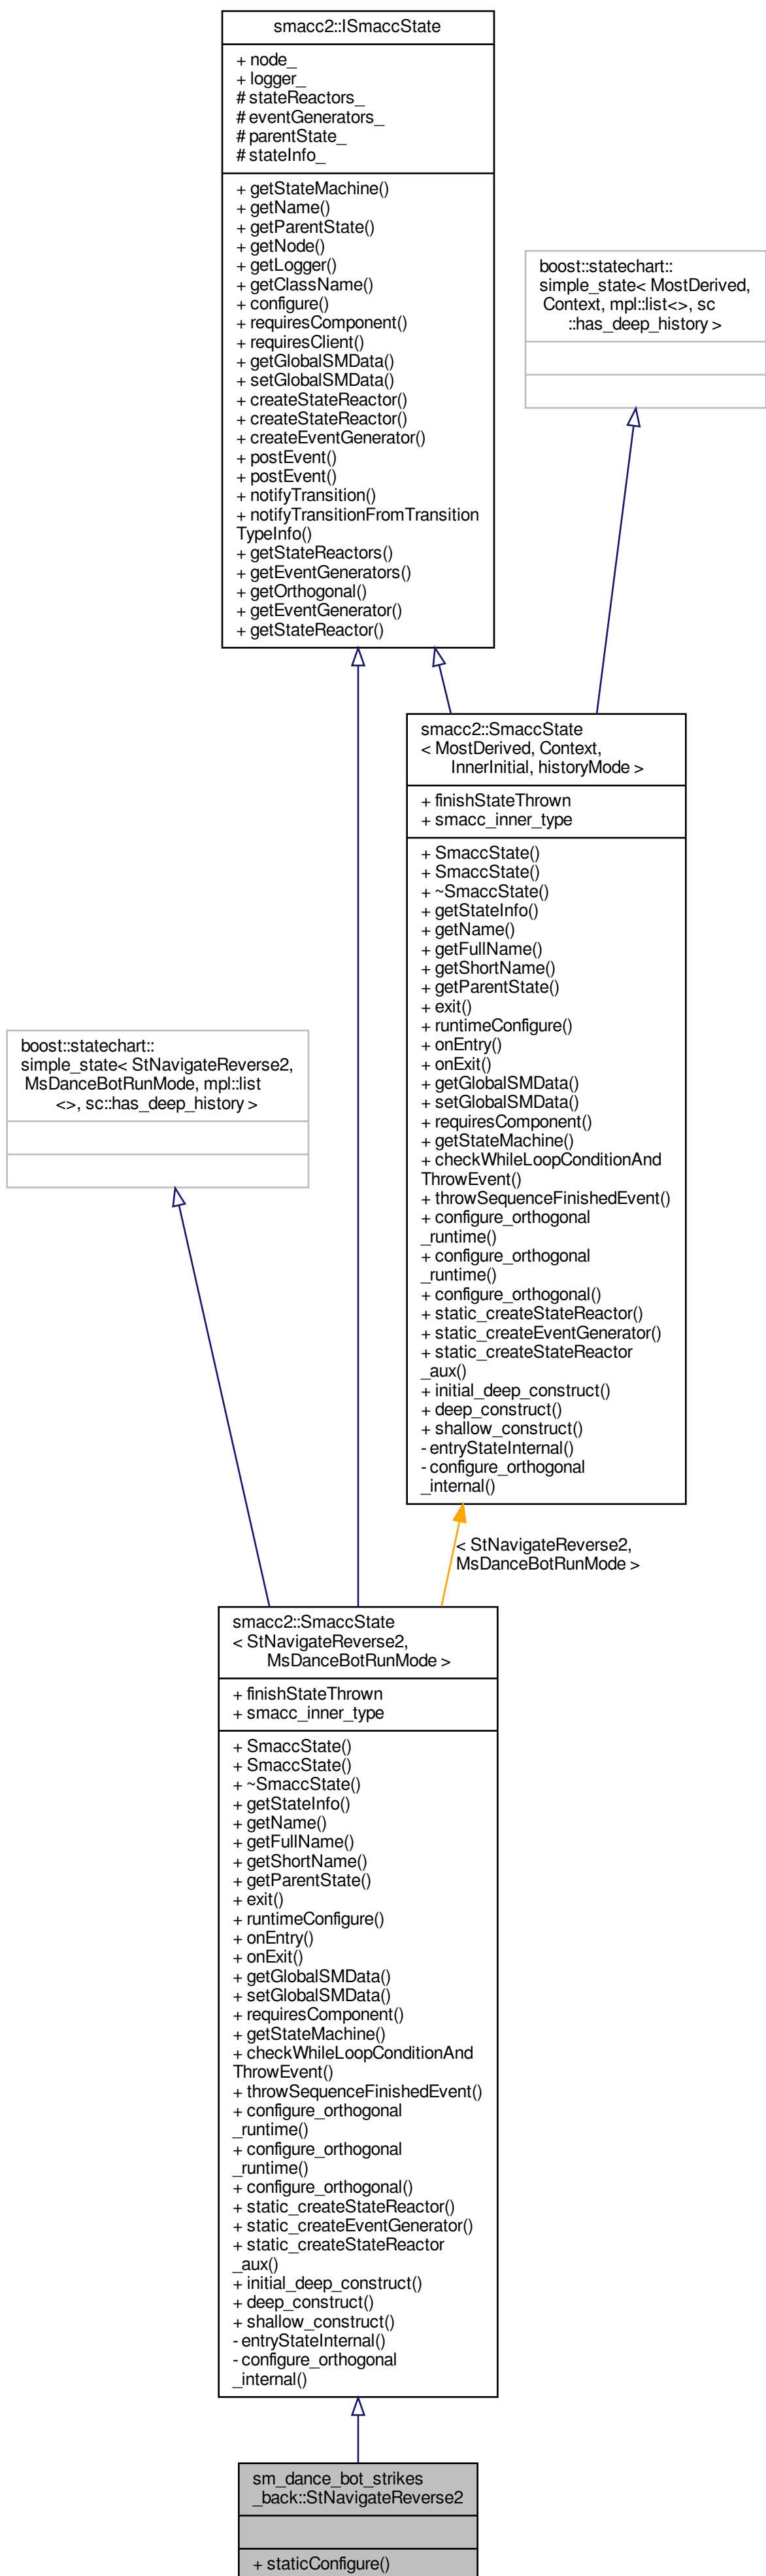 smacc2::ISmaccState
+ node_
+ logger_
# stateReactors_
# eventGenerators_
# parentState_
# stateInfo_
+ getStateMachine()
+ getName()
+ getParentState()
+ getNode()
+ getLogger()
+ getClassName()
+ configure()
+ requiresComponent()
+ requiresClient()
+ getGlobalSMData()
+ setGlobalSMData()
+ createStateReactor()
+ createStateReactor()
+ createEventGenerator()
+ postEvent()
+ postEvent()
+ notifyTransition()
+ notifyTransitionFromTransition
TypeInfo()
+ getStateReactors()
+ getEventGenerators()
+ getOrthogonal()
+ getEventGenerator()
+ getStateReactor()
boost::statechart::
simple_state< MostDerived,
Context, mpl::list<>, sc
::has_deep_history >
smacc2::SmaccState
< MostDerived, Context,
InnerInitial, historyMode >
+ finishStateThrown
+ smacc_inner_type
+ SmaccState()
+ SmaccState()
+ ~SmaccState()
+ getStateInfo()
+ getName()
+ getFullName()
+ getShortName()
+ getParentState()
+ exit()
+ runtimeConfigure()
+ onEntry()
+ onExit()
+ getGlobalSMData()
+ setGlobalSMData()
+ requiresComponent()
+ getStateMachine()
+ checkWhileLoopConditionAnd
ThrowEvent()
+ throwSequenceFinishedEvent()
+ configure_orthogonal
_runtime()
+ configure_orthogonal
_runtime()
+ configure_orthogonal()
+ static_createStateReactor()
+ static_createEventGenerator()
+ static_createStateReactor
_aux()
+ initial_deep_construct()
+ deep_construct()
+ shallow_construct()
- entryStateInternal()
- configure_orthogonal
_internal()
boost::statechart::
simple_state< StNavigateReverse2,
MsDanceBotRunMode, mpl::list
<>, sc::has_deep_history >
< StNavigateReverse2,
MsDanceBotRunMode >
smacc2::SmaccState
< StNavigateReverse2,
MsDanceBotRunMode >
+ finishStateThrown
+ smacc_inner_type
+ SmaccState()
+ SmaccState()
+ ~SmaccState()
+ getStateInfo()
+ getName()
+ getFullName()
+ getShortName()
+ getParentState()
+ exit()
+ runtimeConfigure()
+ onEntry()
+ onExit()
+ getGlobalSMData()
+ setGlobalSMData()
+ requiresComponent()
+ getStateMachine()
+ checkWhileLoopConditionAnd
ThrowEvent()
+ throwSequenceFinishedEvent()
+ configure_orthogonal
_runtime()
+ configure_orthogonal
_runtime()
+ configure_orthogonal()
+ static_createStateReactor()
+ static_createEventGenerator()
+ static_createStateReactor
_aux()
+ initial_deep_construct()
+ deep_construct()
+ shallow_construct()
- entryStateInternal()
- configure_orthogonal
_internal()
sm_dance_bot_strikes
_back::StNavigateReverse2
+ staticConfigure()